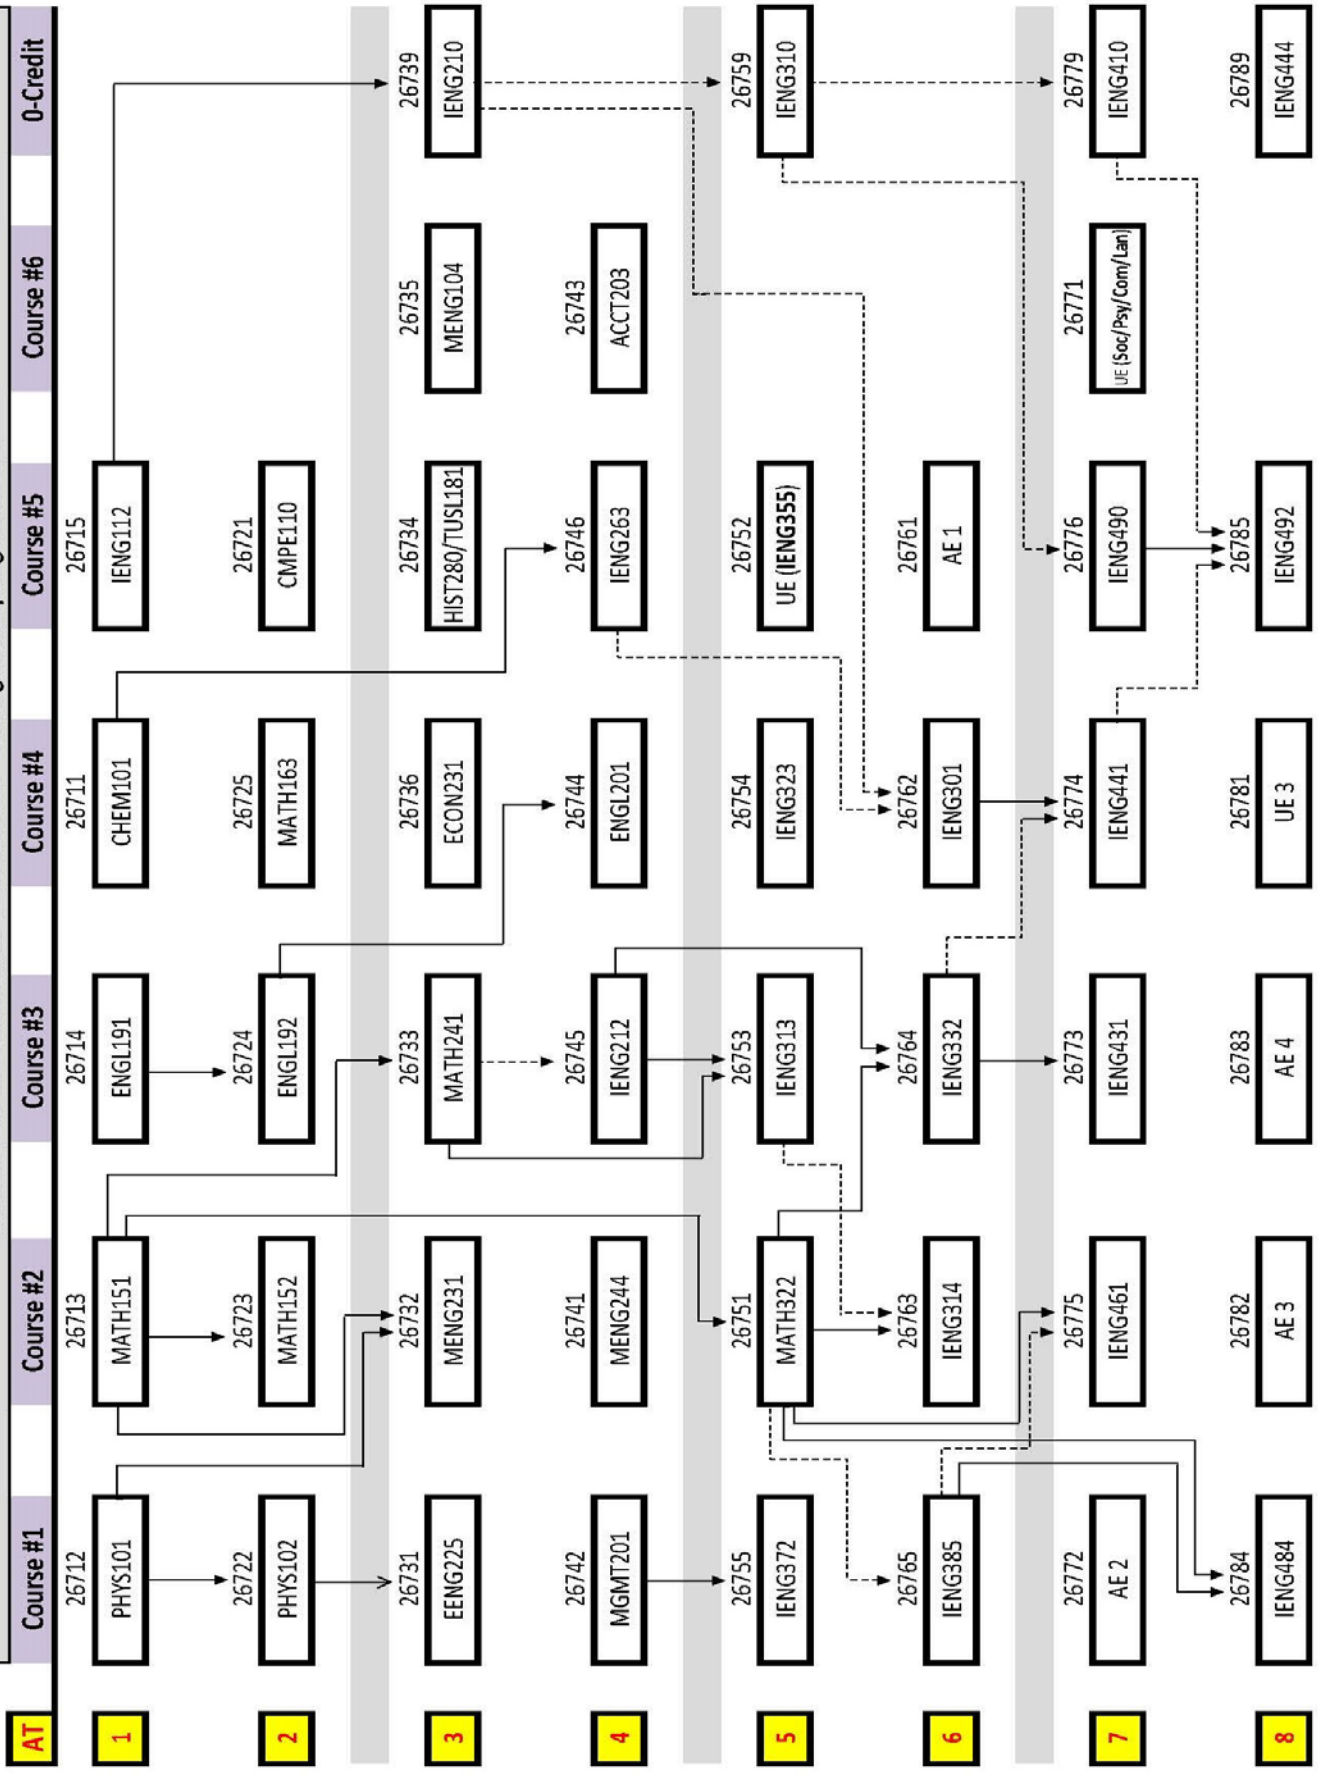 AT Course #1 Course #2 Course #3 Course #4 Course #5 Course #6 0-Credit
26712 26713 26714 26711 26715
1 PHYS101 MATH151 ENGL191 CHEM101 IENG112
26722 26723 26724 26725 26721
2 PHYS102 MATH152 ENGL192 MATH163 CMPE110
26731 26732 26733 26736 26734 26735 26739
3 EENG225 MENG231 MATH241 ECON231 HIST280/TUSL181 MENG104 IENG210
26742 26741 26745 26744 26746 26743
4 MGMT201 MENG244 IENG212 ENGL201 IENG263 ACCT203
26755 26751 26753 26754 26752 26759
5 IENG372 MATH322 IENG313 IENG323 UE (IENG355) IENG310
26765 26763 26764 26762 26761
6 IENG385 IENG314 IENG332 IENG301 AE 1
26772 26775 26773 26774 26776 26771 26779
7 AE 2 IENG461 IENG431 IENG441 IENG490 UE (Soc/Psy/Com/Lan) IENG410
26784 26782 26783 26781 26785 26789
8 IENG484 AE 3 AE 4 UE 3 IENG492 IENG444